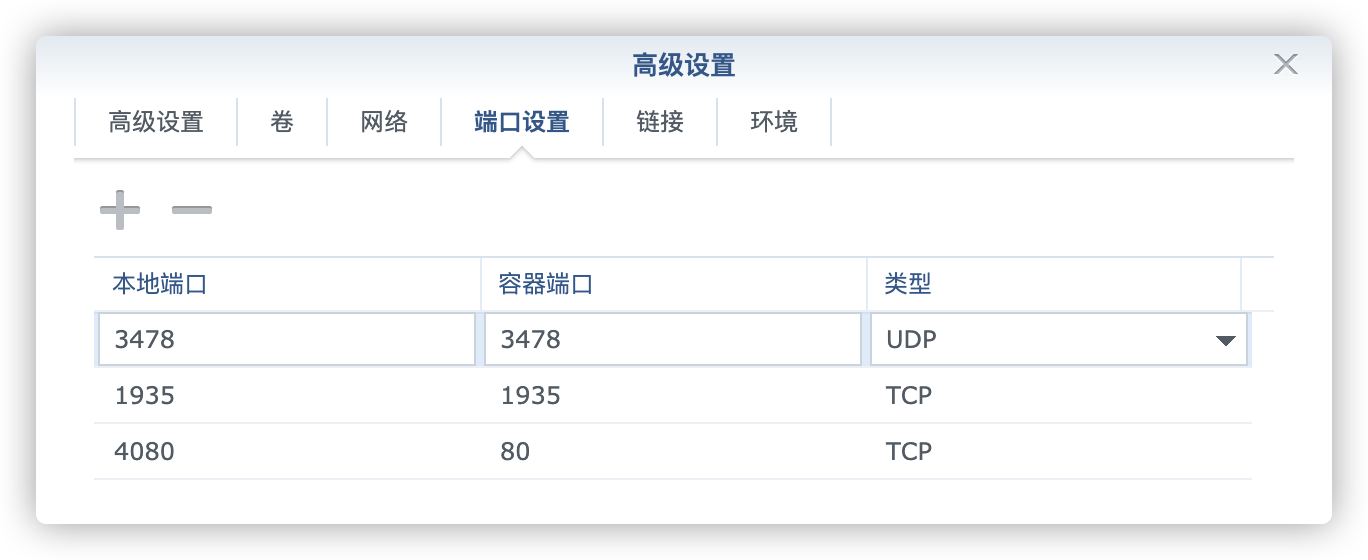 高级设置
高级设置 卷 网络 端口设置 链接 环境
本地端口 容器端口 类型
3478 3478 UDP
1935 1935 TCP
4080 80 TCP